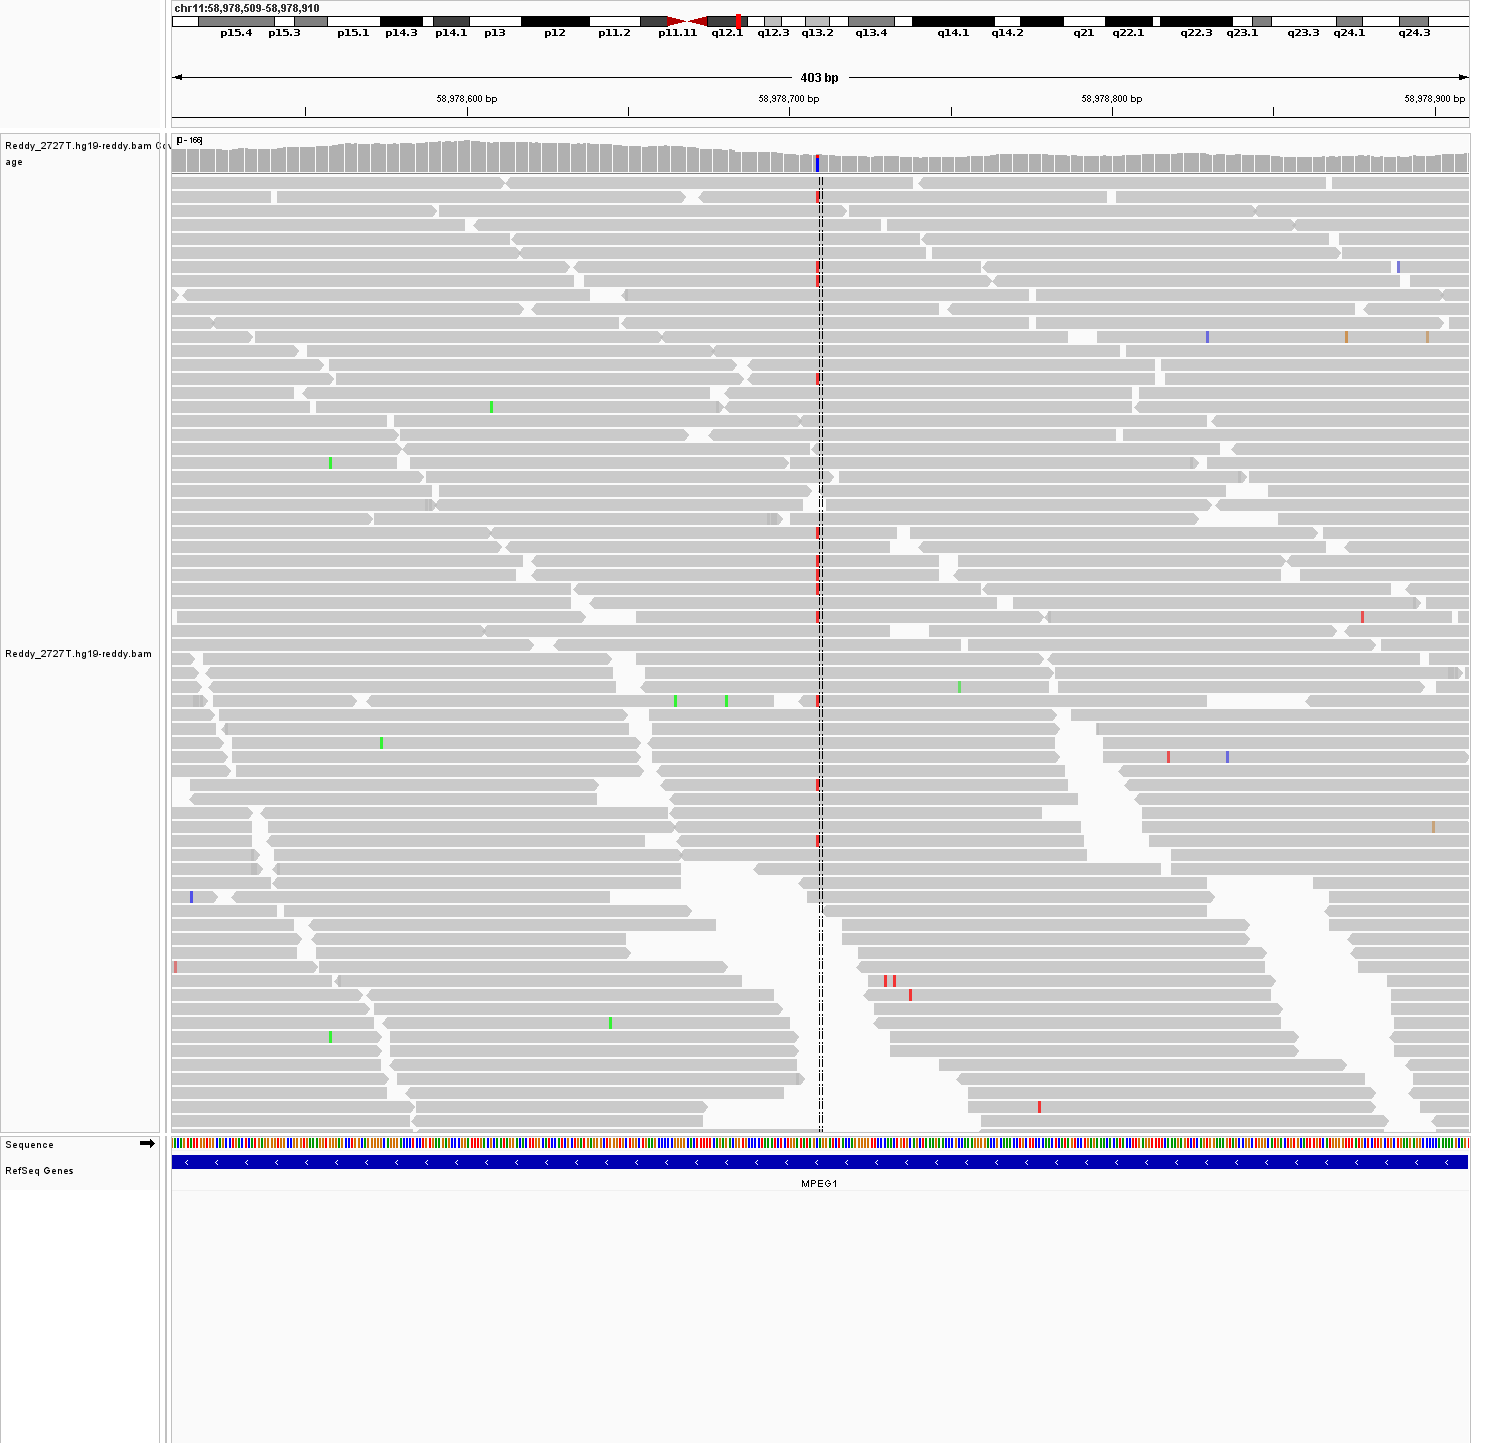 chr11:58,978,509-58,978,910
p15.4 p15.3 p15.1 p14.3 p14.1 p13 p12 p11.2 p11.11 q12.1 q12.3 q13.2 q13.4 q14.1 q14.2 q21 q22.1 q22.3 q23.1 q23.3 q24.1 q24.3
403 bp
58,978,600 bp 58,978,700 bp 58,978,800 bp 58,978,900 bp
[0 - 166]
Reddy_2727T.hg19-reddy.bam Cov
age
Reddy_2727T.hg19-reddy.bam
Sequence
RefSeq Genes
MPEG1